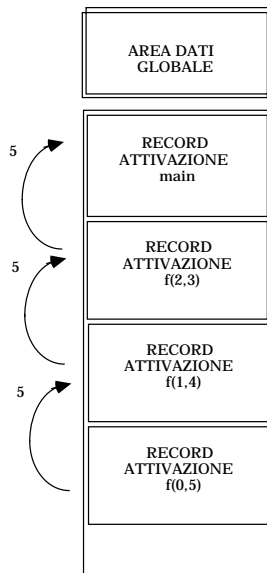 AREA DATI
GLOBALE
5
RECORD
ATTIVAZIONE
main
5
RECORD
ATTIVAZIONE
f(2,3)
5
RECORD
ATTIVAZIONE
f(1,4)
RECORD
ATTIVAZIONE
f(0,5)